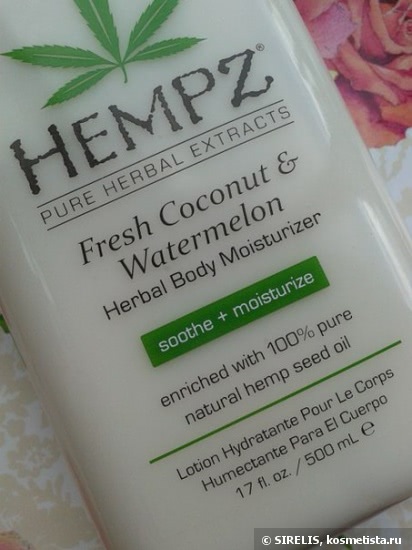 HEMPZ®
PURE HERBAL EXTRACTS
Fresh Coconut &
Watermelon
Herbal Body Moisturizer
soothe + moisturize
enriched with 100% pure
natural hemp seed oil
Lotion Hydratante Pour Le Corps
Humectante Para El Cuerpo
17 fl. oz. / 500 mL ℮
© SIRELIS, kosmetista.ru